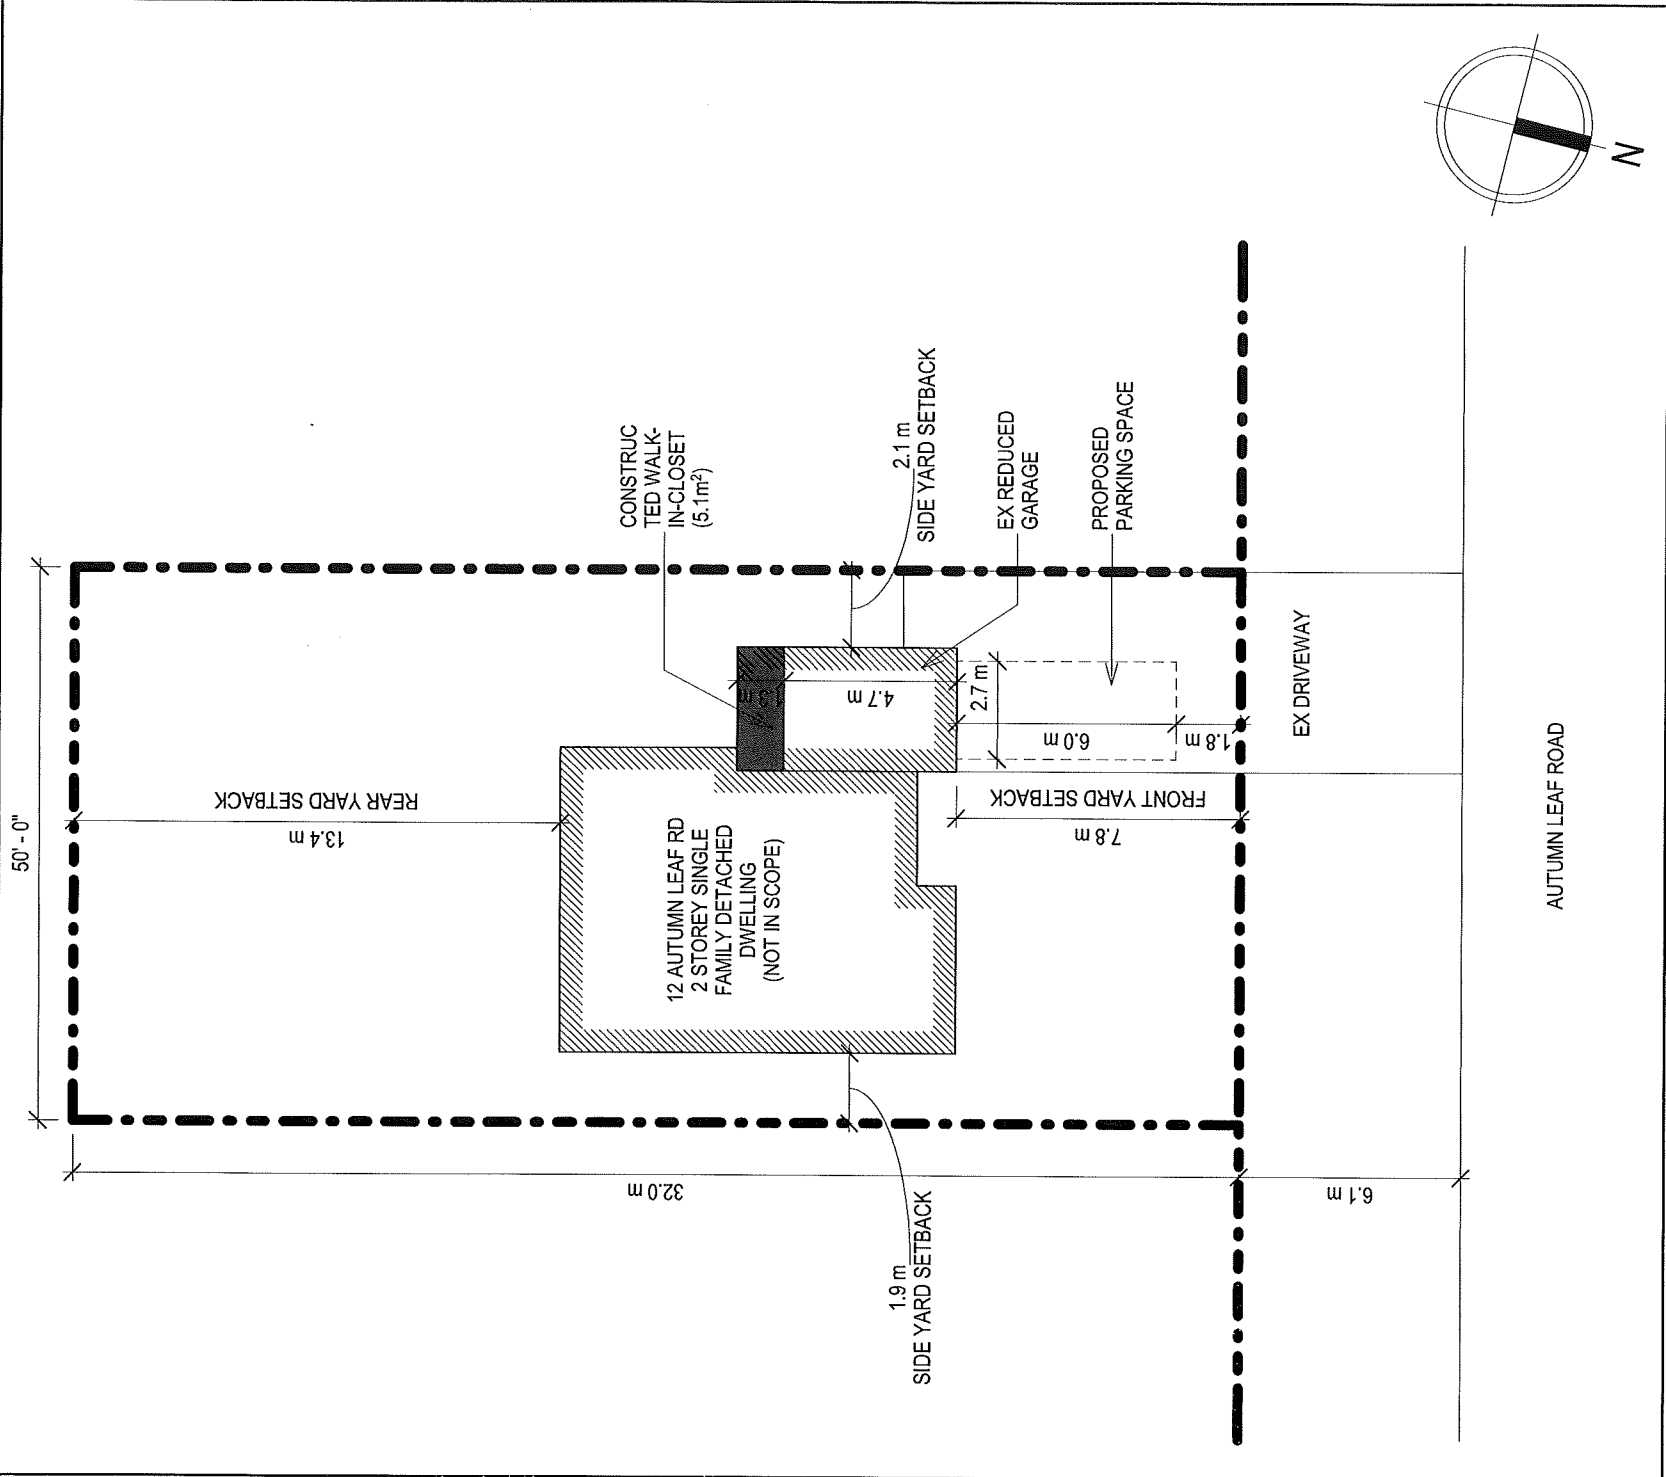 N
50' - 0"
CONSTRUC
TED WALK-
IN-CLOSET
(5.1m²)
2.1 m
SIDE YARD SETBACK
EX REDUCED
GARAGE
PROPOSED
PARKING SPACE
REAR YARD SETBACK
13.4 m
12 AUTUMN LEAF RD
2 STOREY SINGLE
FAMILY DETACHED
DWELLING
(NOT IN SCOPE)
1.3 m
4.7 m
2.7 m
6.0 m
1.8 m
FRONT YARD SETBACK
7.8 m
EX DRIVEWAY
AUTUMN LEAF ROAD
32.0 m
6.1 m
1.9 m
SIDE YARD SETBACK